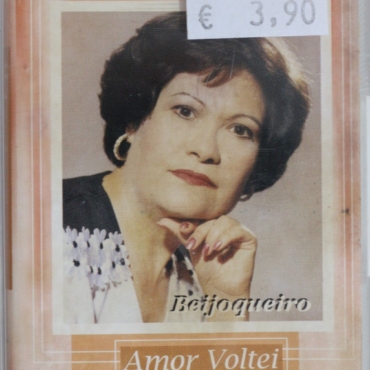 € 3,90
Beijoqueiro
Amor Voltei